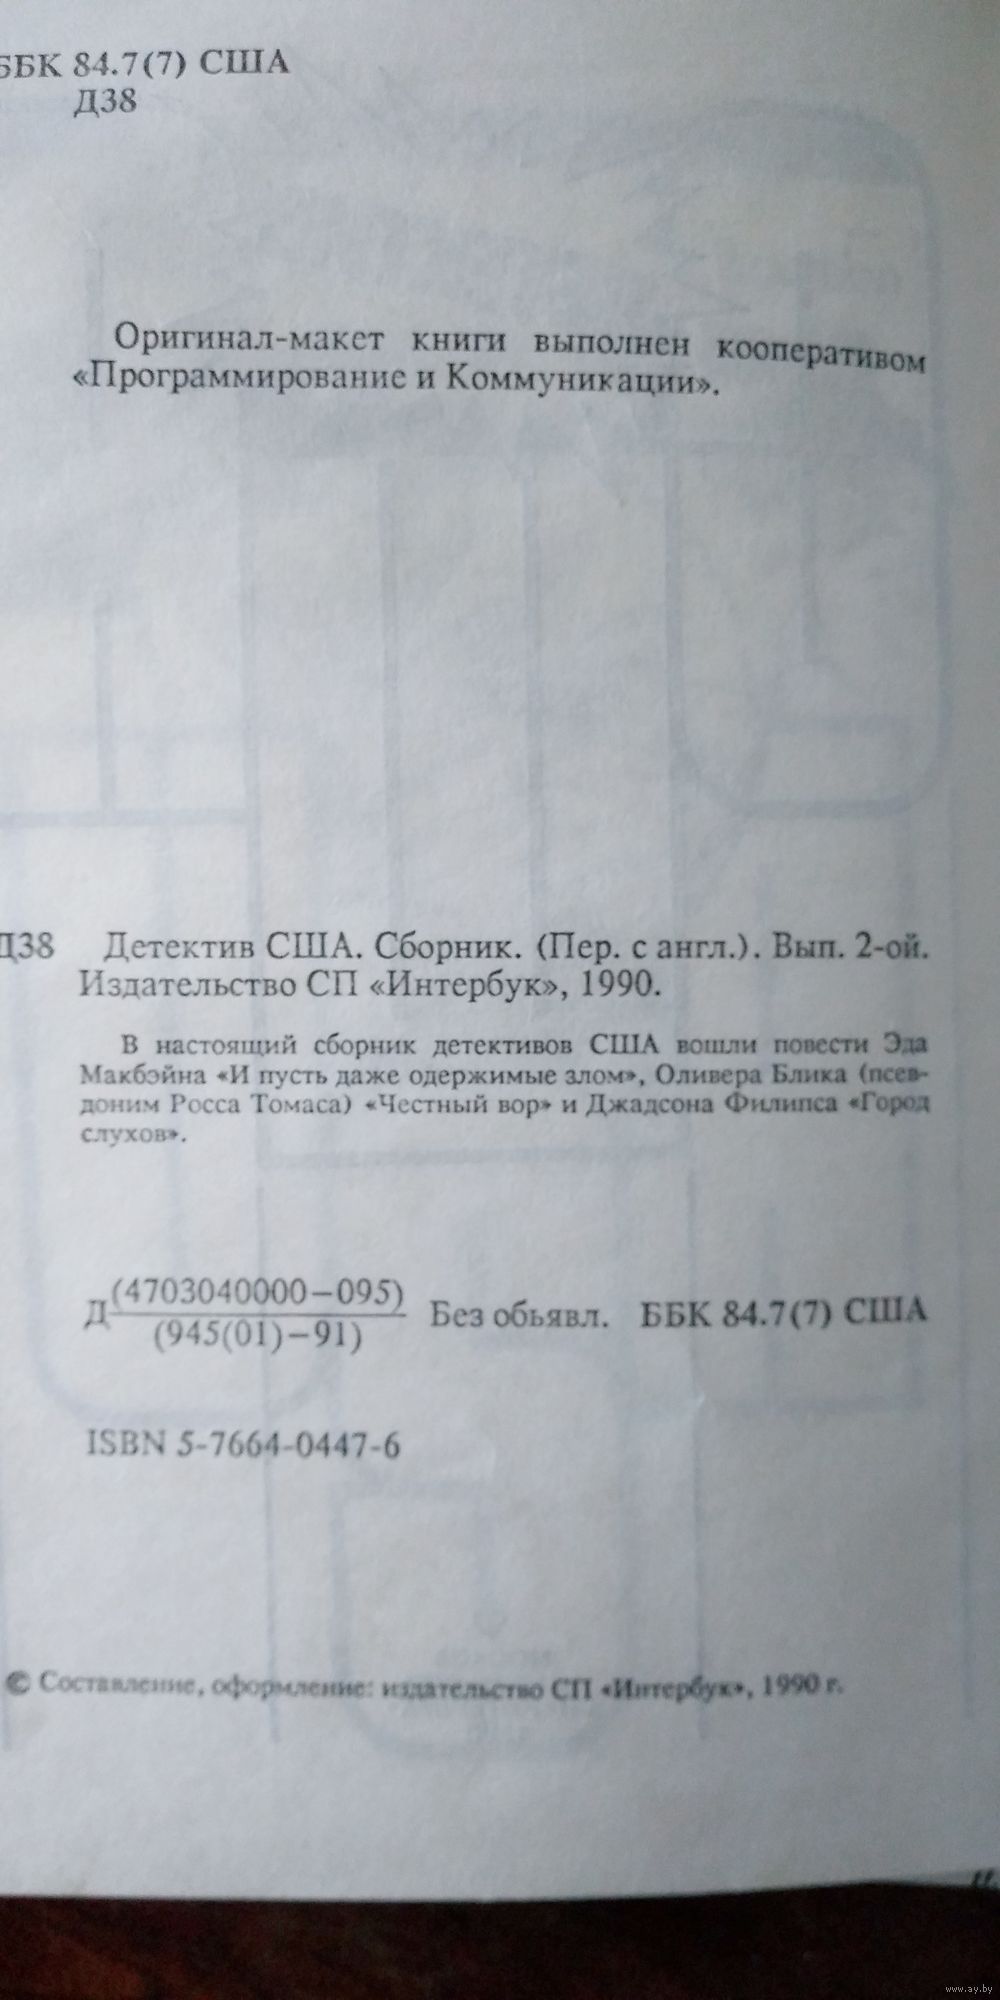 ББК 84.7(7) США
Д38
Оригинал-макет книги выполнен кооперативом
«Программирование и Коммуникации».
Д38 Детектив США. Сборник. (Пер. с англ.). Вып. 2-ой.
Издательство СП «Интербук», 1990.
В настоящий сборник детективов США вошли повести Эда
Макбэйна «И пусть даже одержимые злом», Оливера Блика (псев-
доним Росса Томаса) «Честный вор» и Джадсона Филипса «Город
слухов».
Д (4703040000–095)
(945(01)–91) Без обьявл. ББК 84.7(7) США
ISBN 5-7664-0447-6
© Составление, оформление: издательство СП «Интербук», 1990 г.
www.ay.by